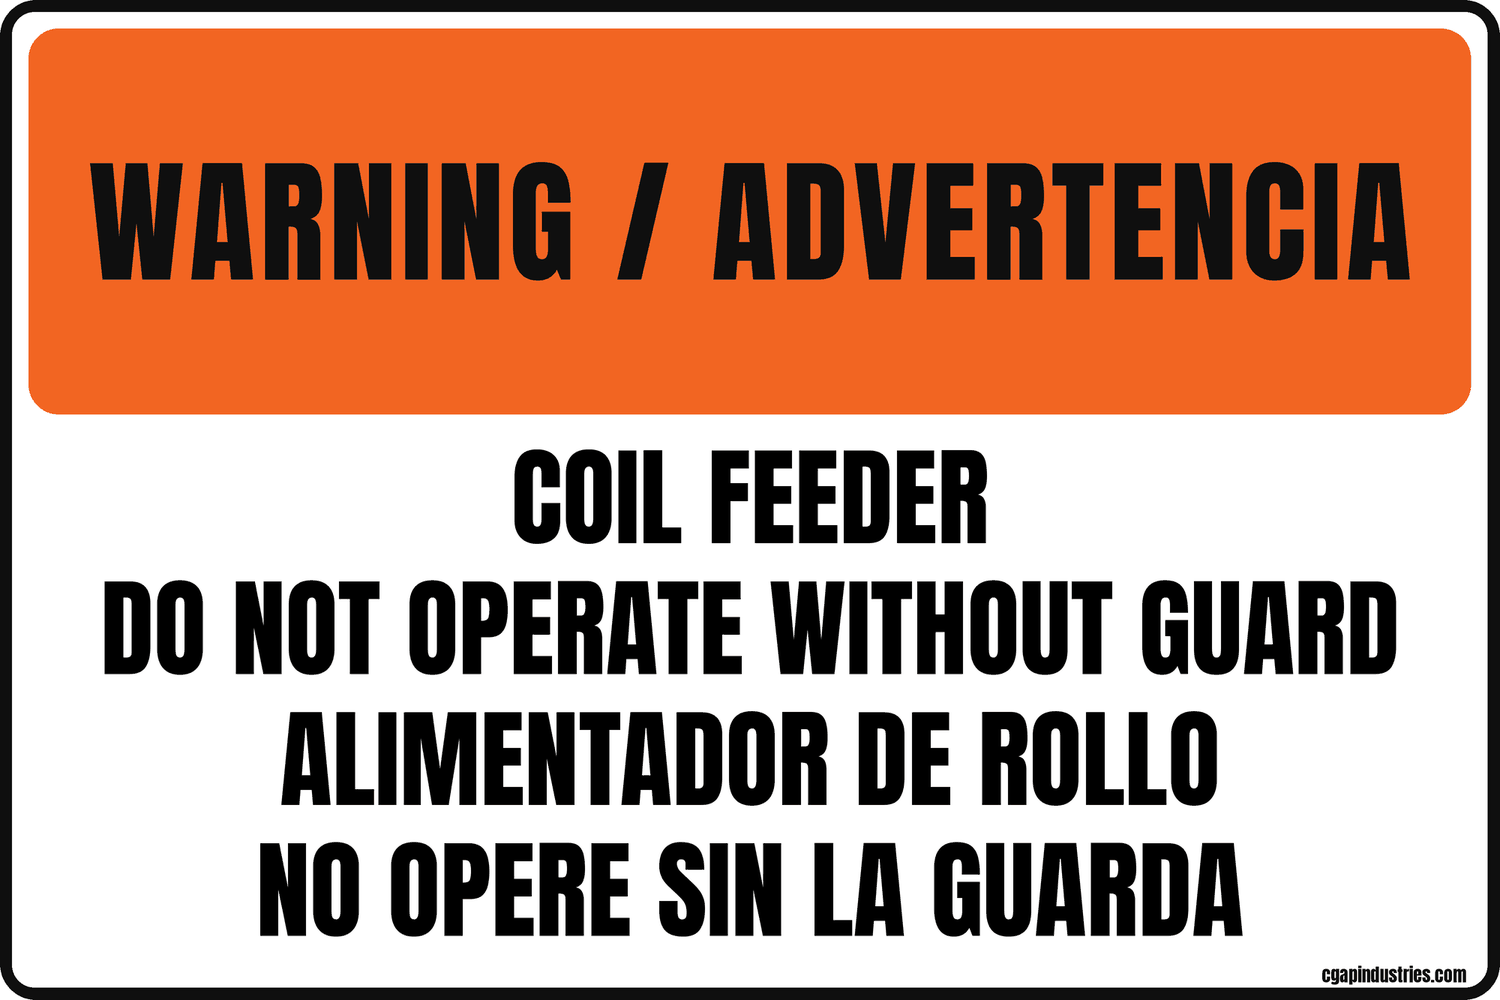 WARNING / ADVERTENCIA
COIL FEEDER
DO NOT OPERATE WITHOUT GUARD
ALIMENTADOR DE ROLLO
NO OPERE SIN LA GUARDA
cgapindustries.com